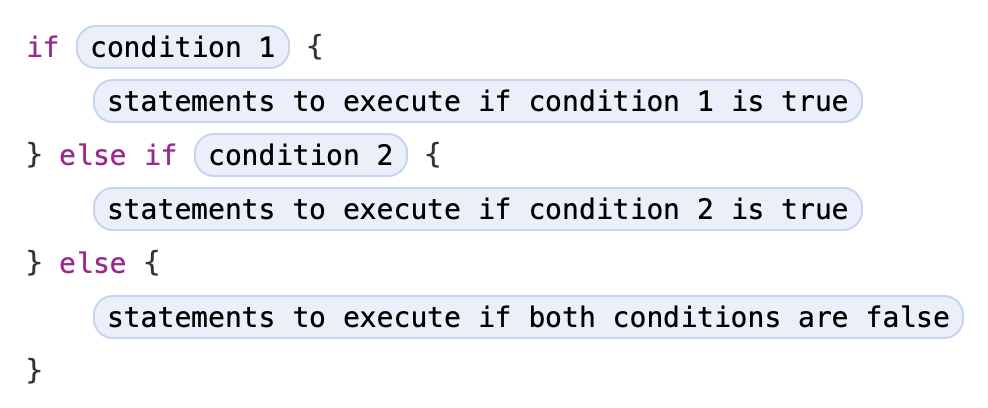 if condition 1 {
statements to execute if condition 1 is true
} else if condition 2 {
statements to execute if condition 2 is true
} else {
statements to execute if both conditions are false
}